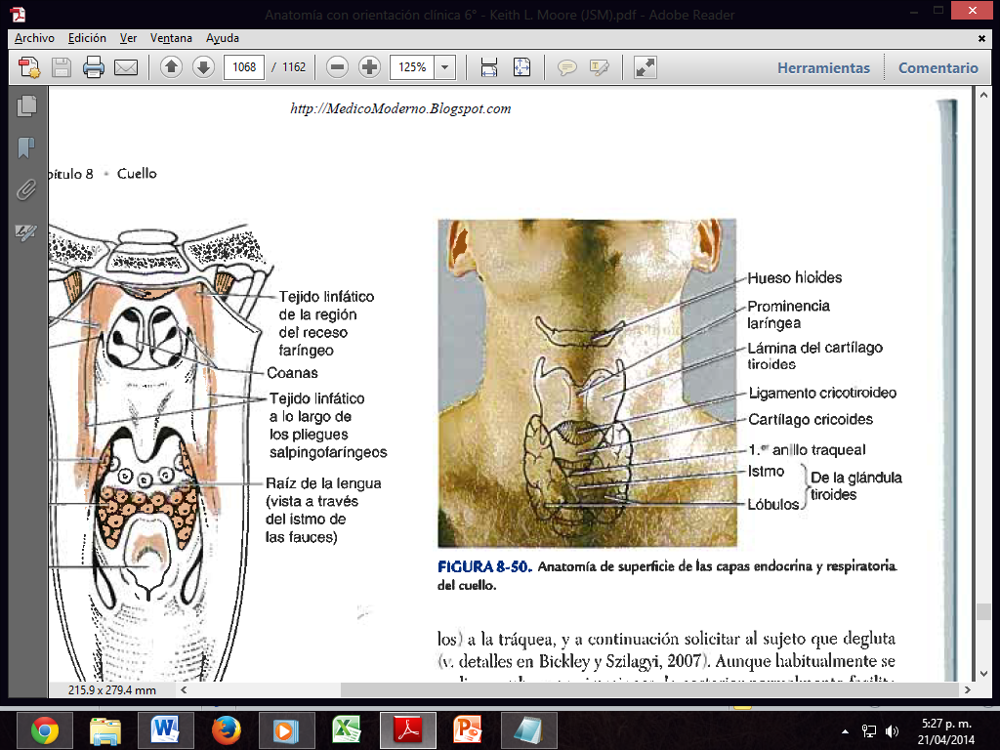 Anatomía con orientación clínica 6° - Keith L. Moore (JSM).pdf - Adobe Reader
Archivo Edición Ver Ventana Ayuda
1068 / 1162 125% Herramientas Comentario
http://MedicoModerno.Blogspot.com
pítulo 8 • Cuello
Tejido linfático
de la región
del receso
faríngeo
Coanas
Tejido linfático
a lo largo de
los pliegues
salpingofaríngeos
Raíz de la lengua
(vista a través
del istmo de
las fauces)
Hueso hioides
Prominencia
laríngea
Lámina del cartílago
tiroides
Ligamento cricotiroideo
Cartílago cricoides
1.er anillo traqueal
Istmo
Lóbulos
De la glándula
tiroides
FIGURA 8-50. Anatomía de superficie de las capas endocrina y respiratoria
del cuello.
los) a la tráquea, y a continuación solicitar al sujeto que degluta
(v. detalles en Bickley y Szilagyi, 2007). Aunque habitualmente se
215.9 x 279.4 mm
5:27 p. m.
21/04/2014